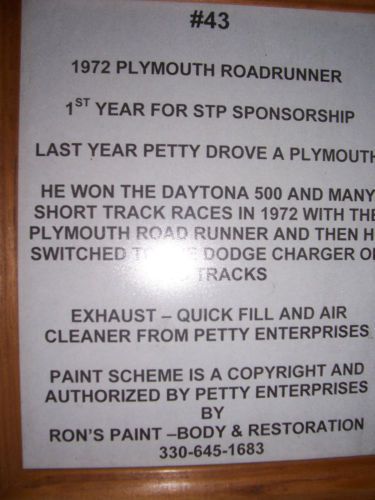 #43
1972 PLYMOUTH ROADRUNNER
1ST YEAR FOR STP SPONSORSHIP
LAST YEAR PETTY DROVE A PLYMOUTH
HE WON THE DAYTONA 500 AND MANY
SHORT TRACK RACES IN 1972 WITH THE
PLYMOUTH ROAD RUNNER AND THEN H
SWITCHED DODGE CHARGER O
TRACKS
EXHAUST – QUICK FILL AND AIR
CLEANER FROM PETTY ENTERPRISES
PAINT SCHEME IS A COPYRIGHT AND
AUTHORIZED BY PETTY ENTERPRISES
BY
RON'S PAINT –BODY & RESTORATION
330-645-1683